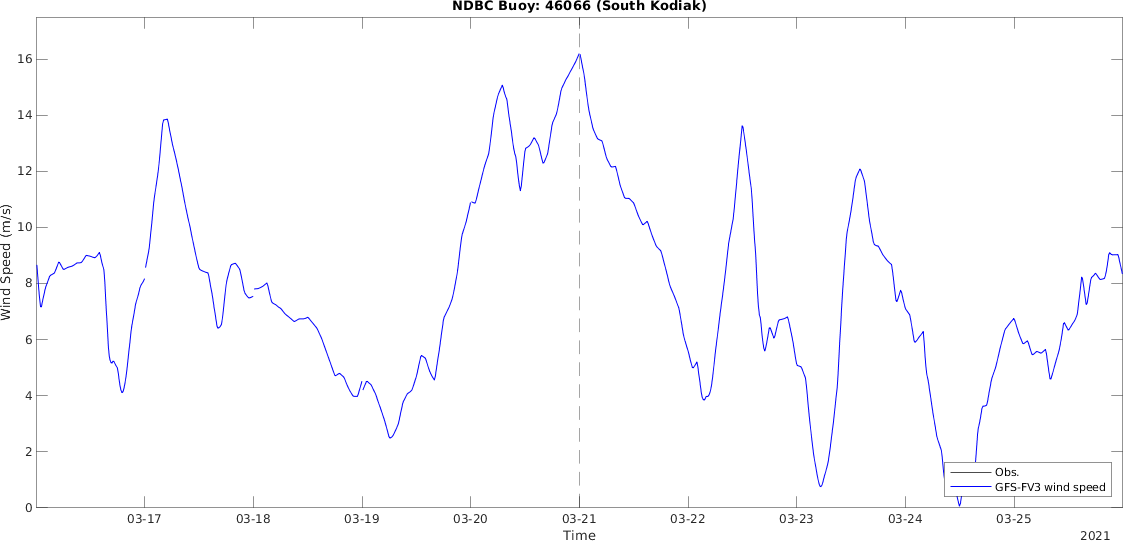 NDBC Buoy: 46066 (South Kodiak)
Wind Speed (m/s)
16
14
12
10
8
6
4
2
0
Obs.
GFS-FV3 wind speed
03-17 03-18 03-19 03-20 03-21 03-22 03-23 03-24 03-25
Time
2021